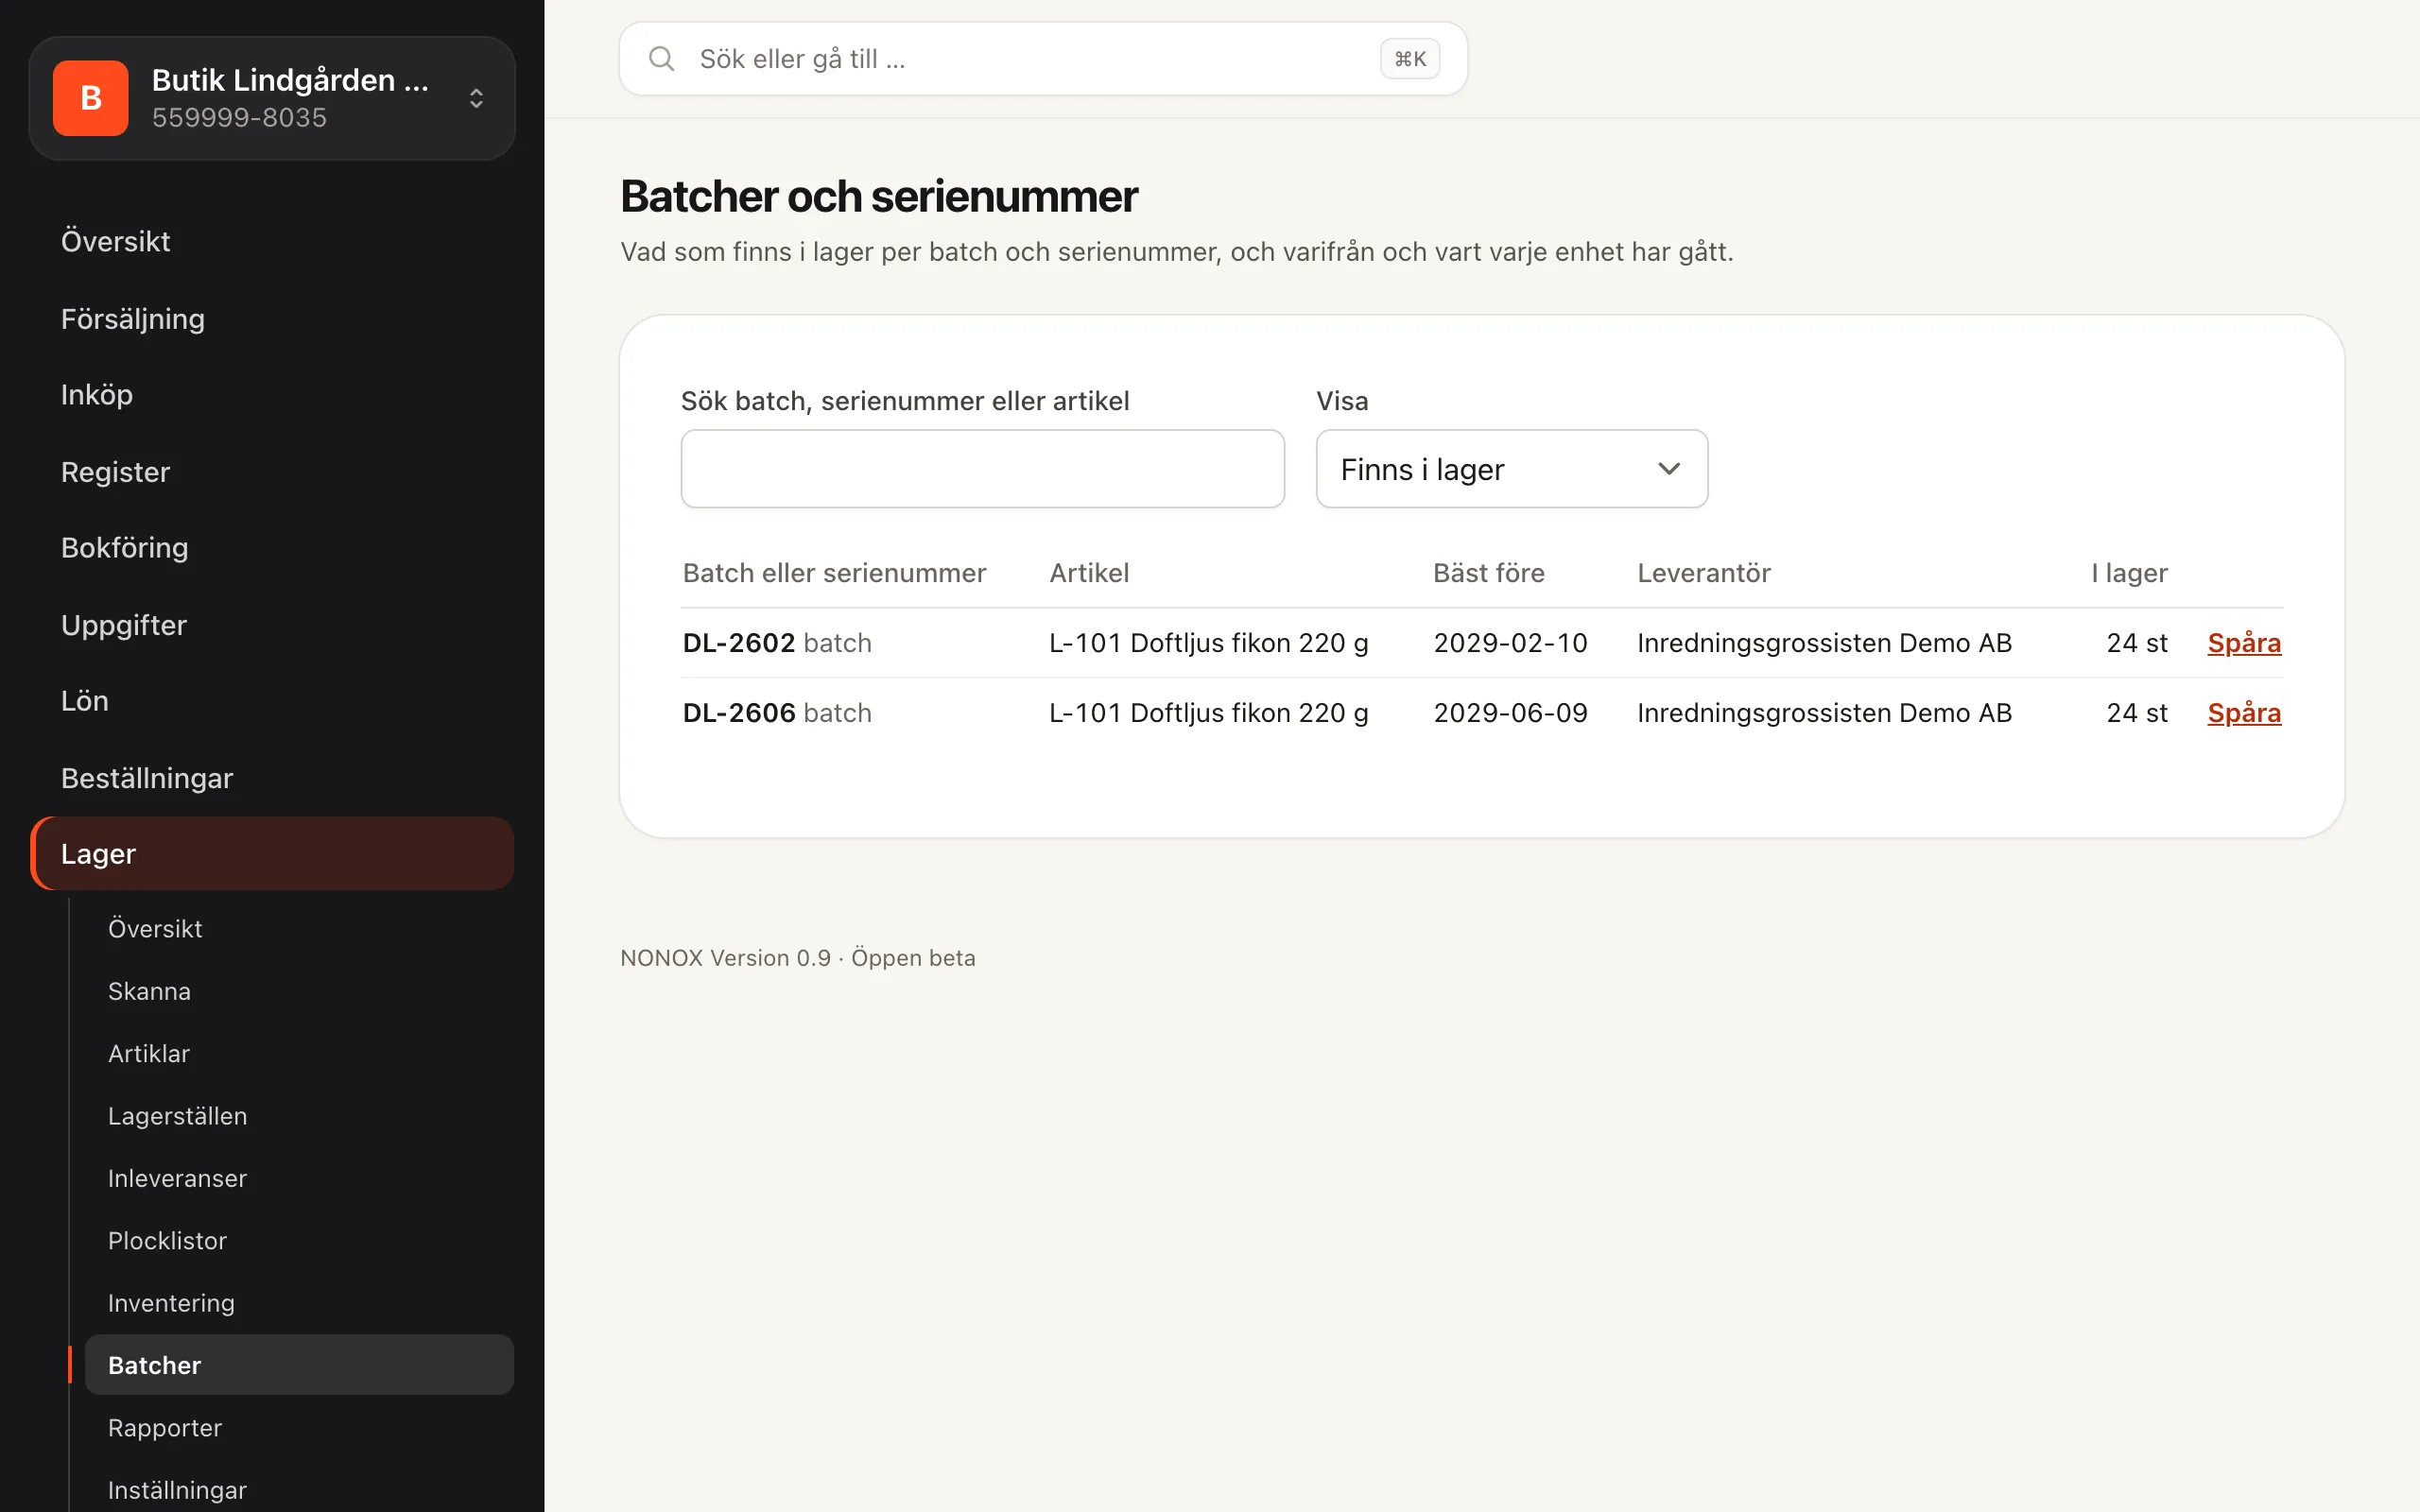 B
Butik Lindgården ...
559999-8035
Översikt
Försäljning
Inköp
Register
Bokföring
Uppgifter
Lön
Beställningar
Lager
Översikt
Skanna
Artiklar
Lagerställen
Inleveranser
Plocklistor
Inventering
Batcher
Rapporter
Inställningar
Sök eller gå till ... ⌘K
Batcher och serienummer
Vad som finns i lager per batch och serienummer, och varifrån och vart varje enhet har gått.
Sök batch, serienummer eller artikel Visa
Finns i lager
Batch eller serienummer Artikel Bäst före Leverantör I lager
DL-2602 batch L-101 Doftljus fikon 220 g 2029-02-10 Inredningsgrossisten Demo AB 24 st Spåra
DL-2606 batch L-101 Doftljus fikon 220 g 2029-06-09 Inredningsgrossisten Demo AB 24 st Spåra
NONOX Version 0.9 · Öppen beta